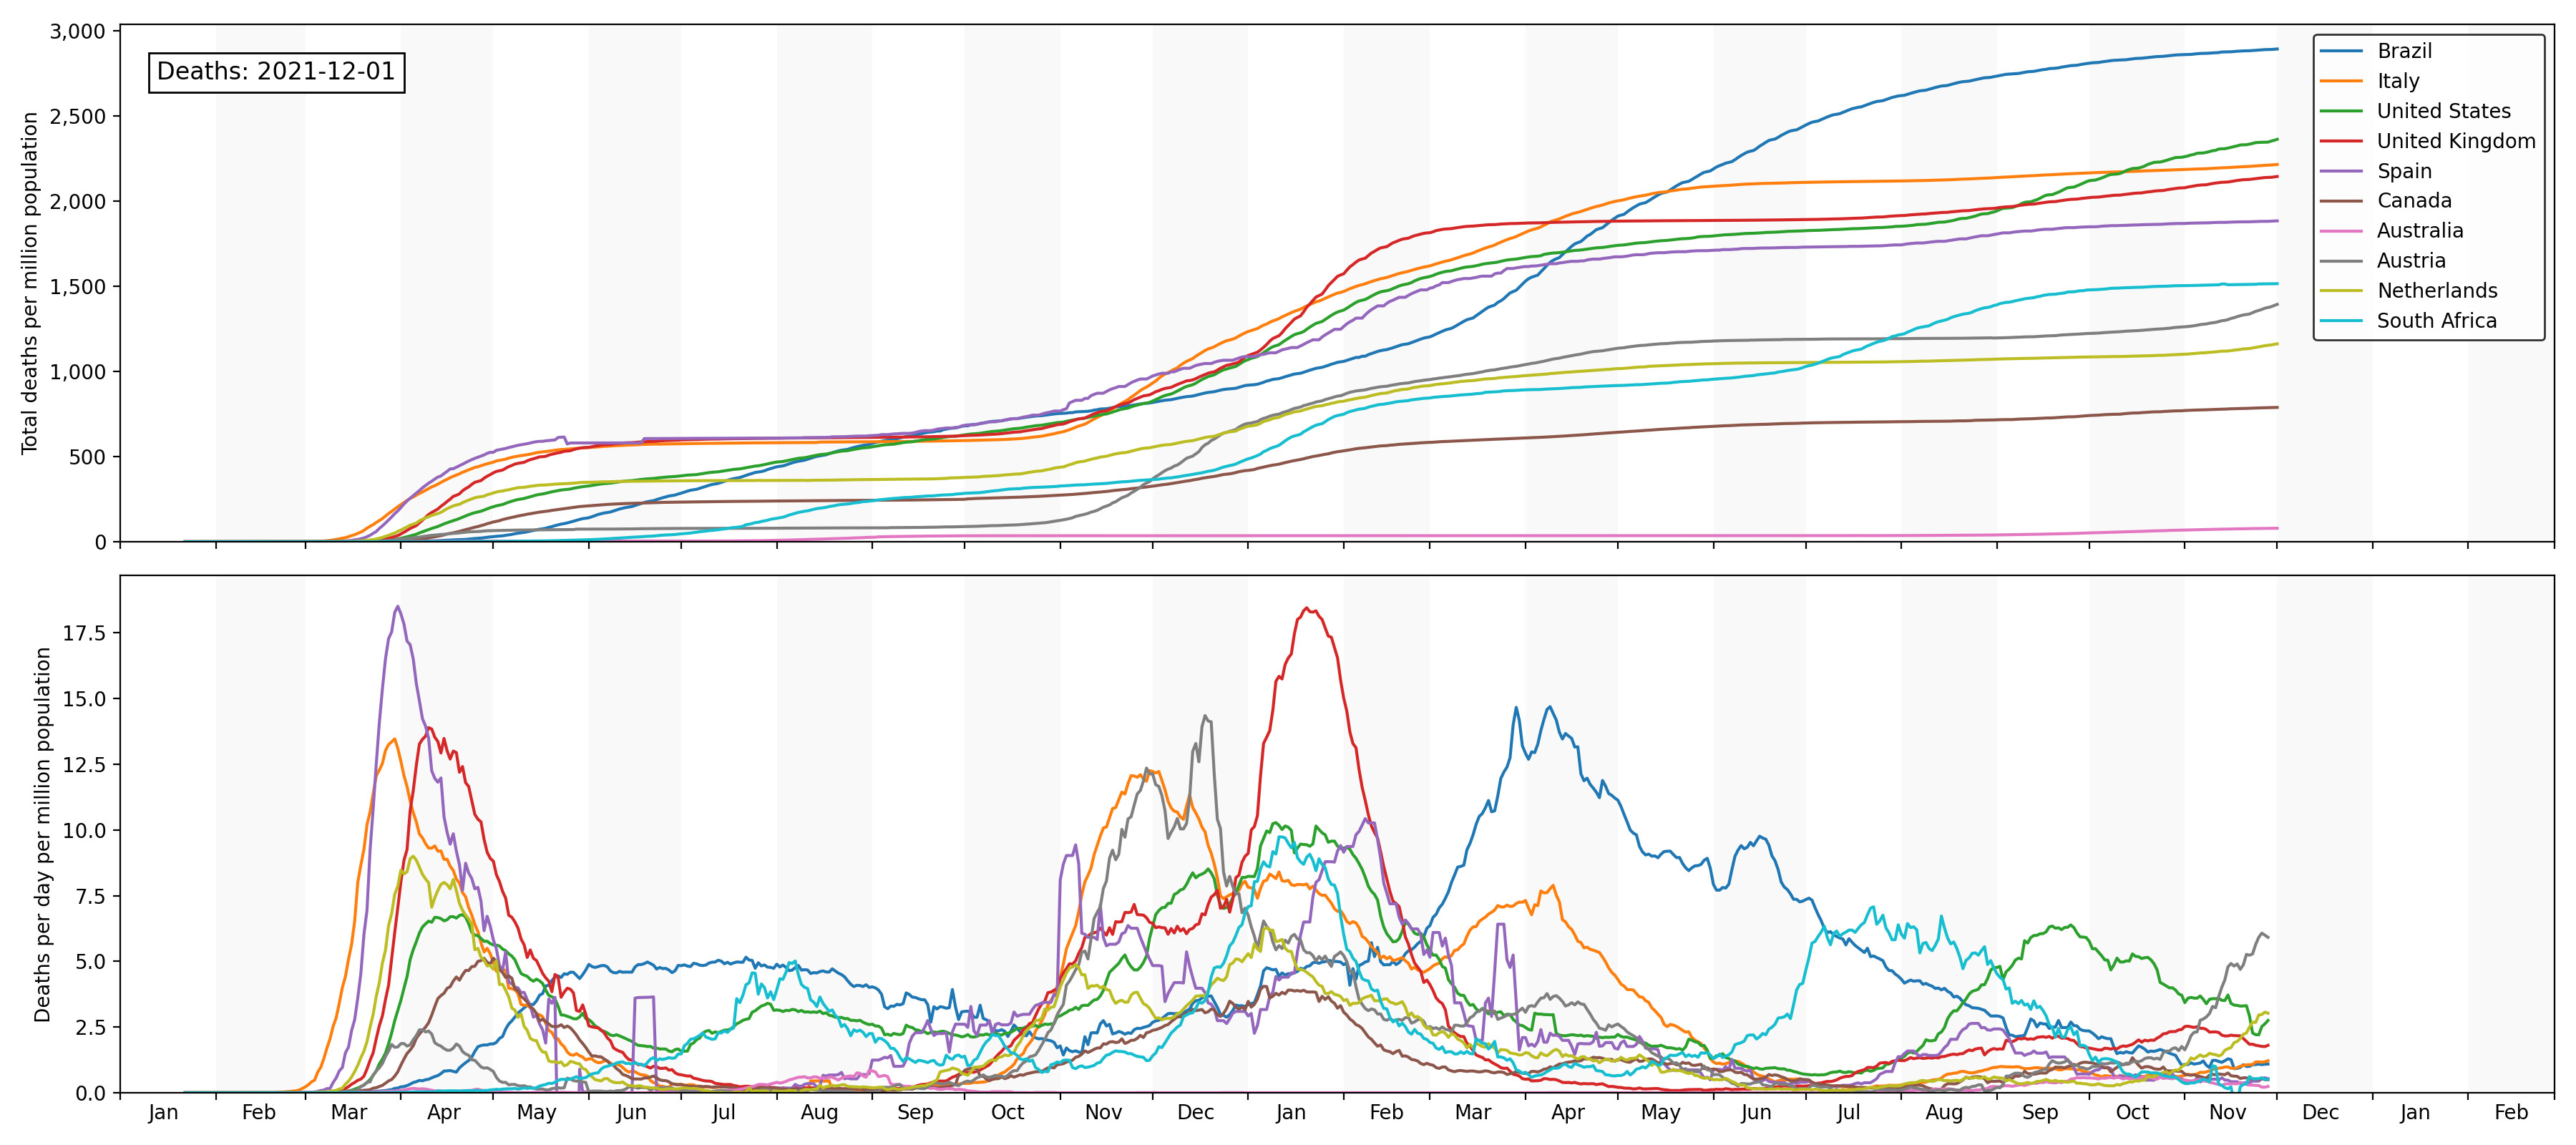 3,000
2,500
2,000
1,500
1,000
500
0
Total deaths per million population
Deaths: 2021-12-01
Brazil
Italy
United States
United Kingdom
Spain
Canada
Australia
Austria
Netherlands
South Africa
17.5
15.0
12.5
10.0
7.5
5.0
2.5
0.0
Deaths per day per million population
Jan Feb Mar Apr May Jun Jul Aug Sep Oct Nov Dec Jan Feb Mar Apr May Jun Jul Aug Sep Oct Nov Dec Jan Feb